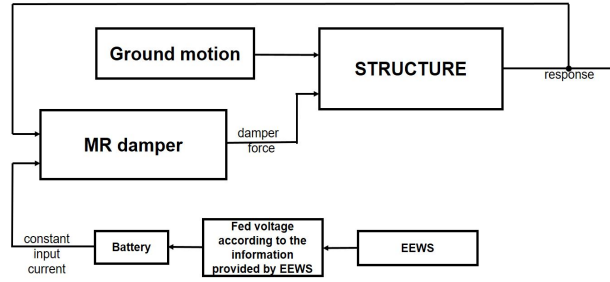 Ground motion
STRUCTURE
response
MR damper
damper
force
constant
input
current
Battery
Fed voltage
according to the
information
provided by EEWS
EEWS